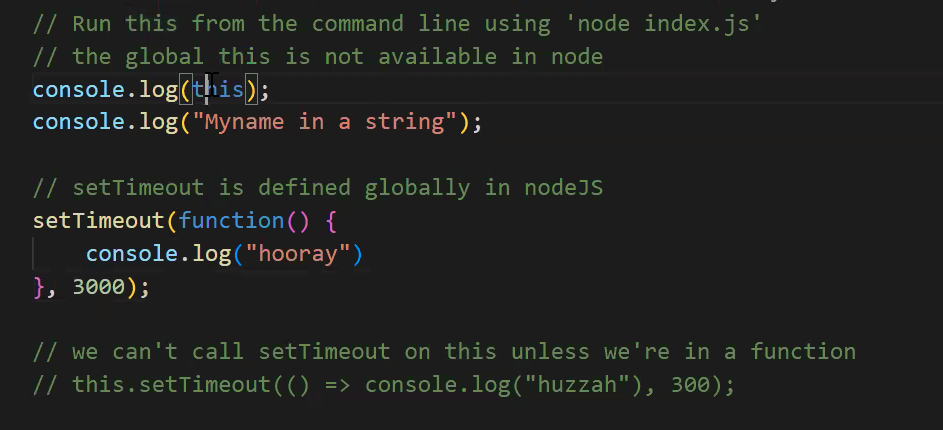 // Run this from the command line using 'node index.js'
// the global this is not available in node
console.log(this);
console.log("Myname in a string");
// setTimeout is defined globally in nodeJS
setTimeout(function() {
    console.log("hooray")
}, 3000);
// we can't call setTimeout on this unless we're in a function
// this.setTimeout(() => console.log("huzzah"), 300);